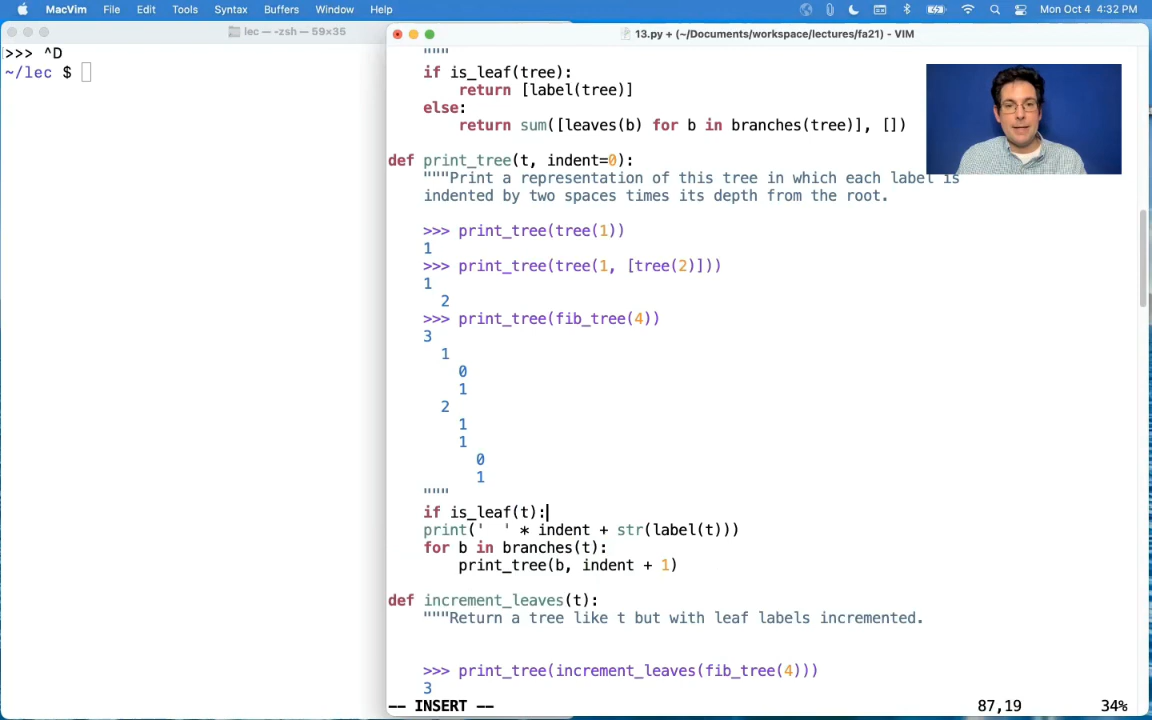 MacVim File Edit Tools Syntax Buffers Window Help Mon Oct 4 4:32 PM
lec — -zsh — 59×35
>>> ^D
~/lec $
13.py + (~/Documents/workspace/lectures/fa21) - VIM
"""
if is_leaf(tree):
return [label(tree)]
else:
return sum([leaves(b) for b in branches(tree)], [])
def print_tree(t, indent=0):
"""Print a representation of this tree in which each label is
indented by two spaces times its depth from the root.
>>> print_tree(tree(1))
1
>>> print_tree(tree(1, [tree(2)]))
1
2
>>> print_tree(fib_tree(4))
3
1
0
1
2
1
1
0
1
"""
if is_leaf(t):
print('  ' * indent + str(label(t)))
for b in branches(t):
print_tree(b, indent + 1)
def increment_leaves(t):
"""Return a tree like t but with leaf labels incremented.
>>> print_tree(increment_leaves(fib_tree(4)))
3
-- INSERT -- 87,19 34%